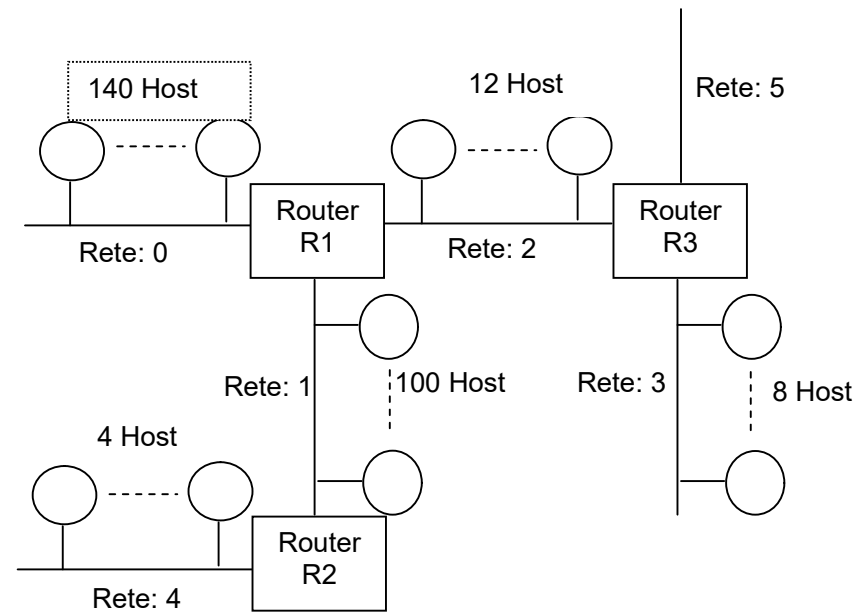 140 Host
12 Host
Rete: 5
Router
R1
Router
R3
Rete: 0
Rete: 2
Rete: 1
100 Host
Rete: 3
8 Host
4 Host
Router
R2
Rete: 4